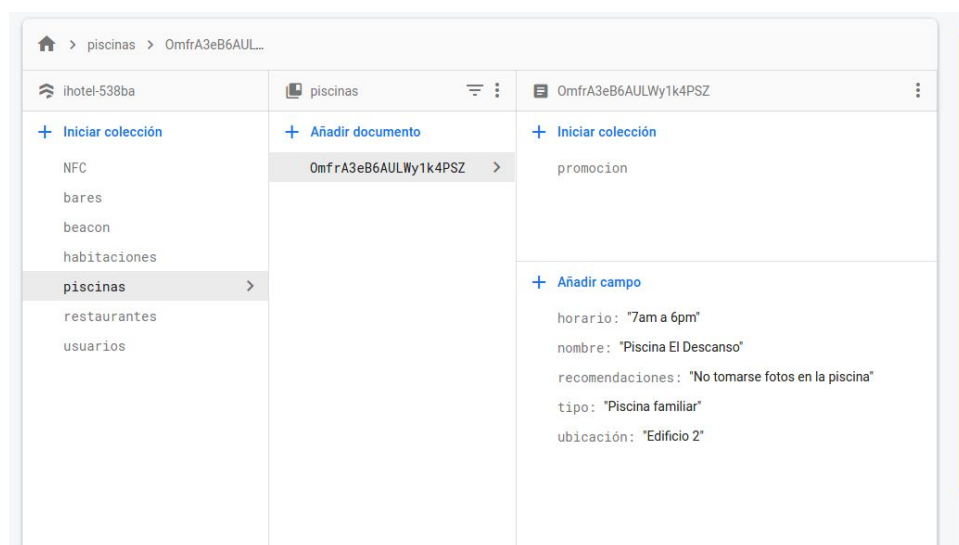 piscinas > OmfrA3eB6AUL...
ihotel-538ba
piscinas
OmfrA3eB6AULWy1k4PSZ
+ Iniciar colección
NFC
bares
beacon
habitaciones
piscinas
restaurantes
usuarios
+ Añadir documento
OmfrA3eB6AULWy1k4PSZ
+ Iniciar colección
promocion
+ Añadir campo
horario: "7am a 6pm"
nombre: "Piscina El Descanso"
recomendaciones: "No tomarse fotos en la piscina"
tipo: "Piscina familiar"
ubicación: "Edificio 2"